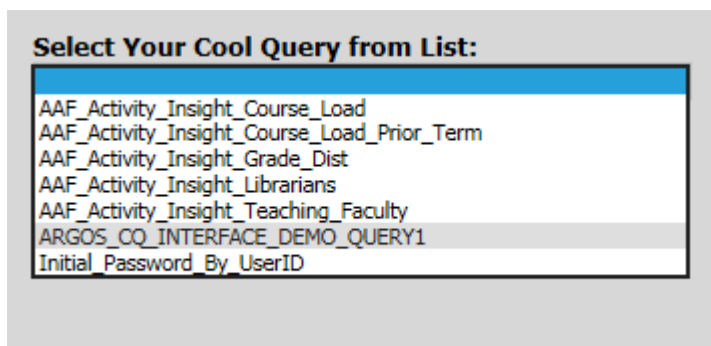 Select Your Cool Query from List:
AAF_Activity_Insight_Course_Load
AAF_Activity_Insight_Course_Load_Prior_Term
AAF_Activity_Insight_Grade_Dist
AAF_Activity_Insight_Librarians
AAF_Activity_Insight_Teaching_Faculty
ARGOS_CQ_INTERFACE_DEMO_QUERY1
Initial_Password_By_UserID